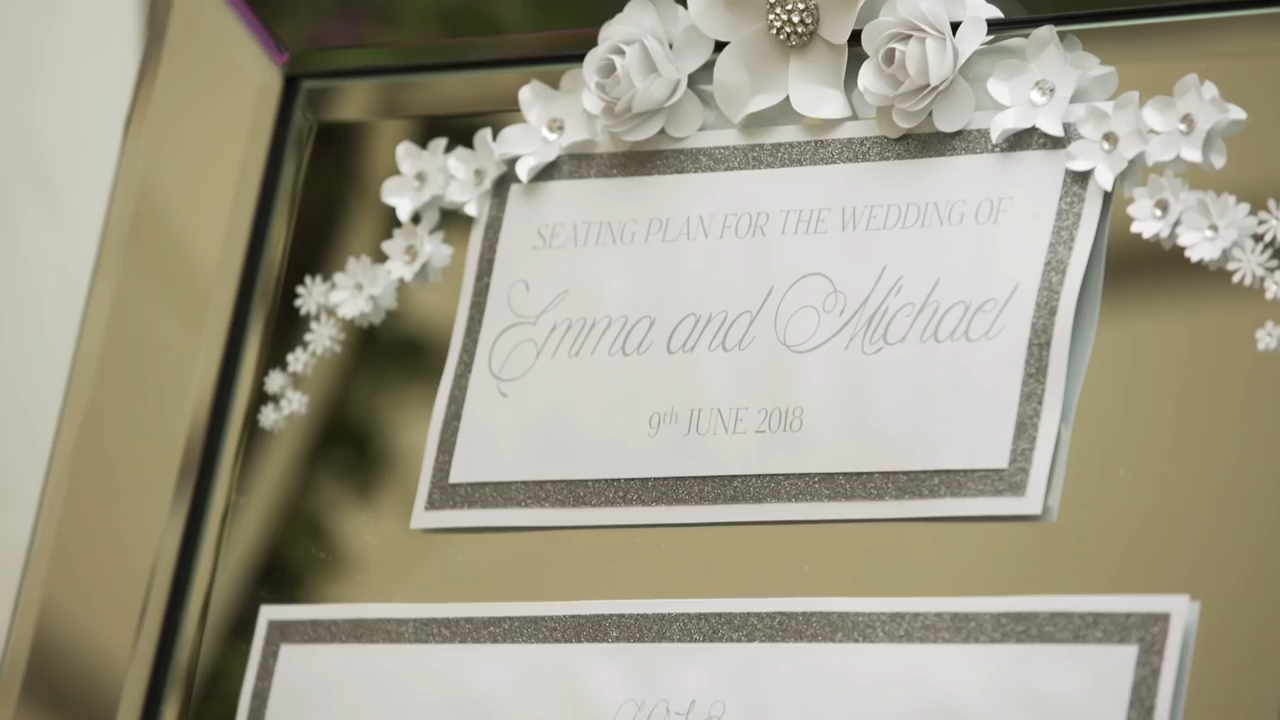 SEATING PLAN FOR THE WEDDING OF
Emma and Michael
9th JUNE 2018